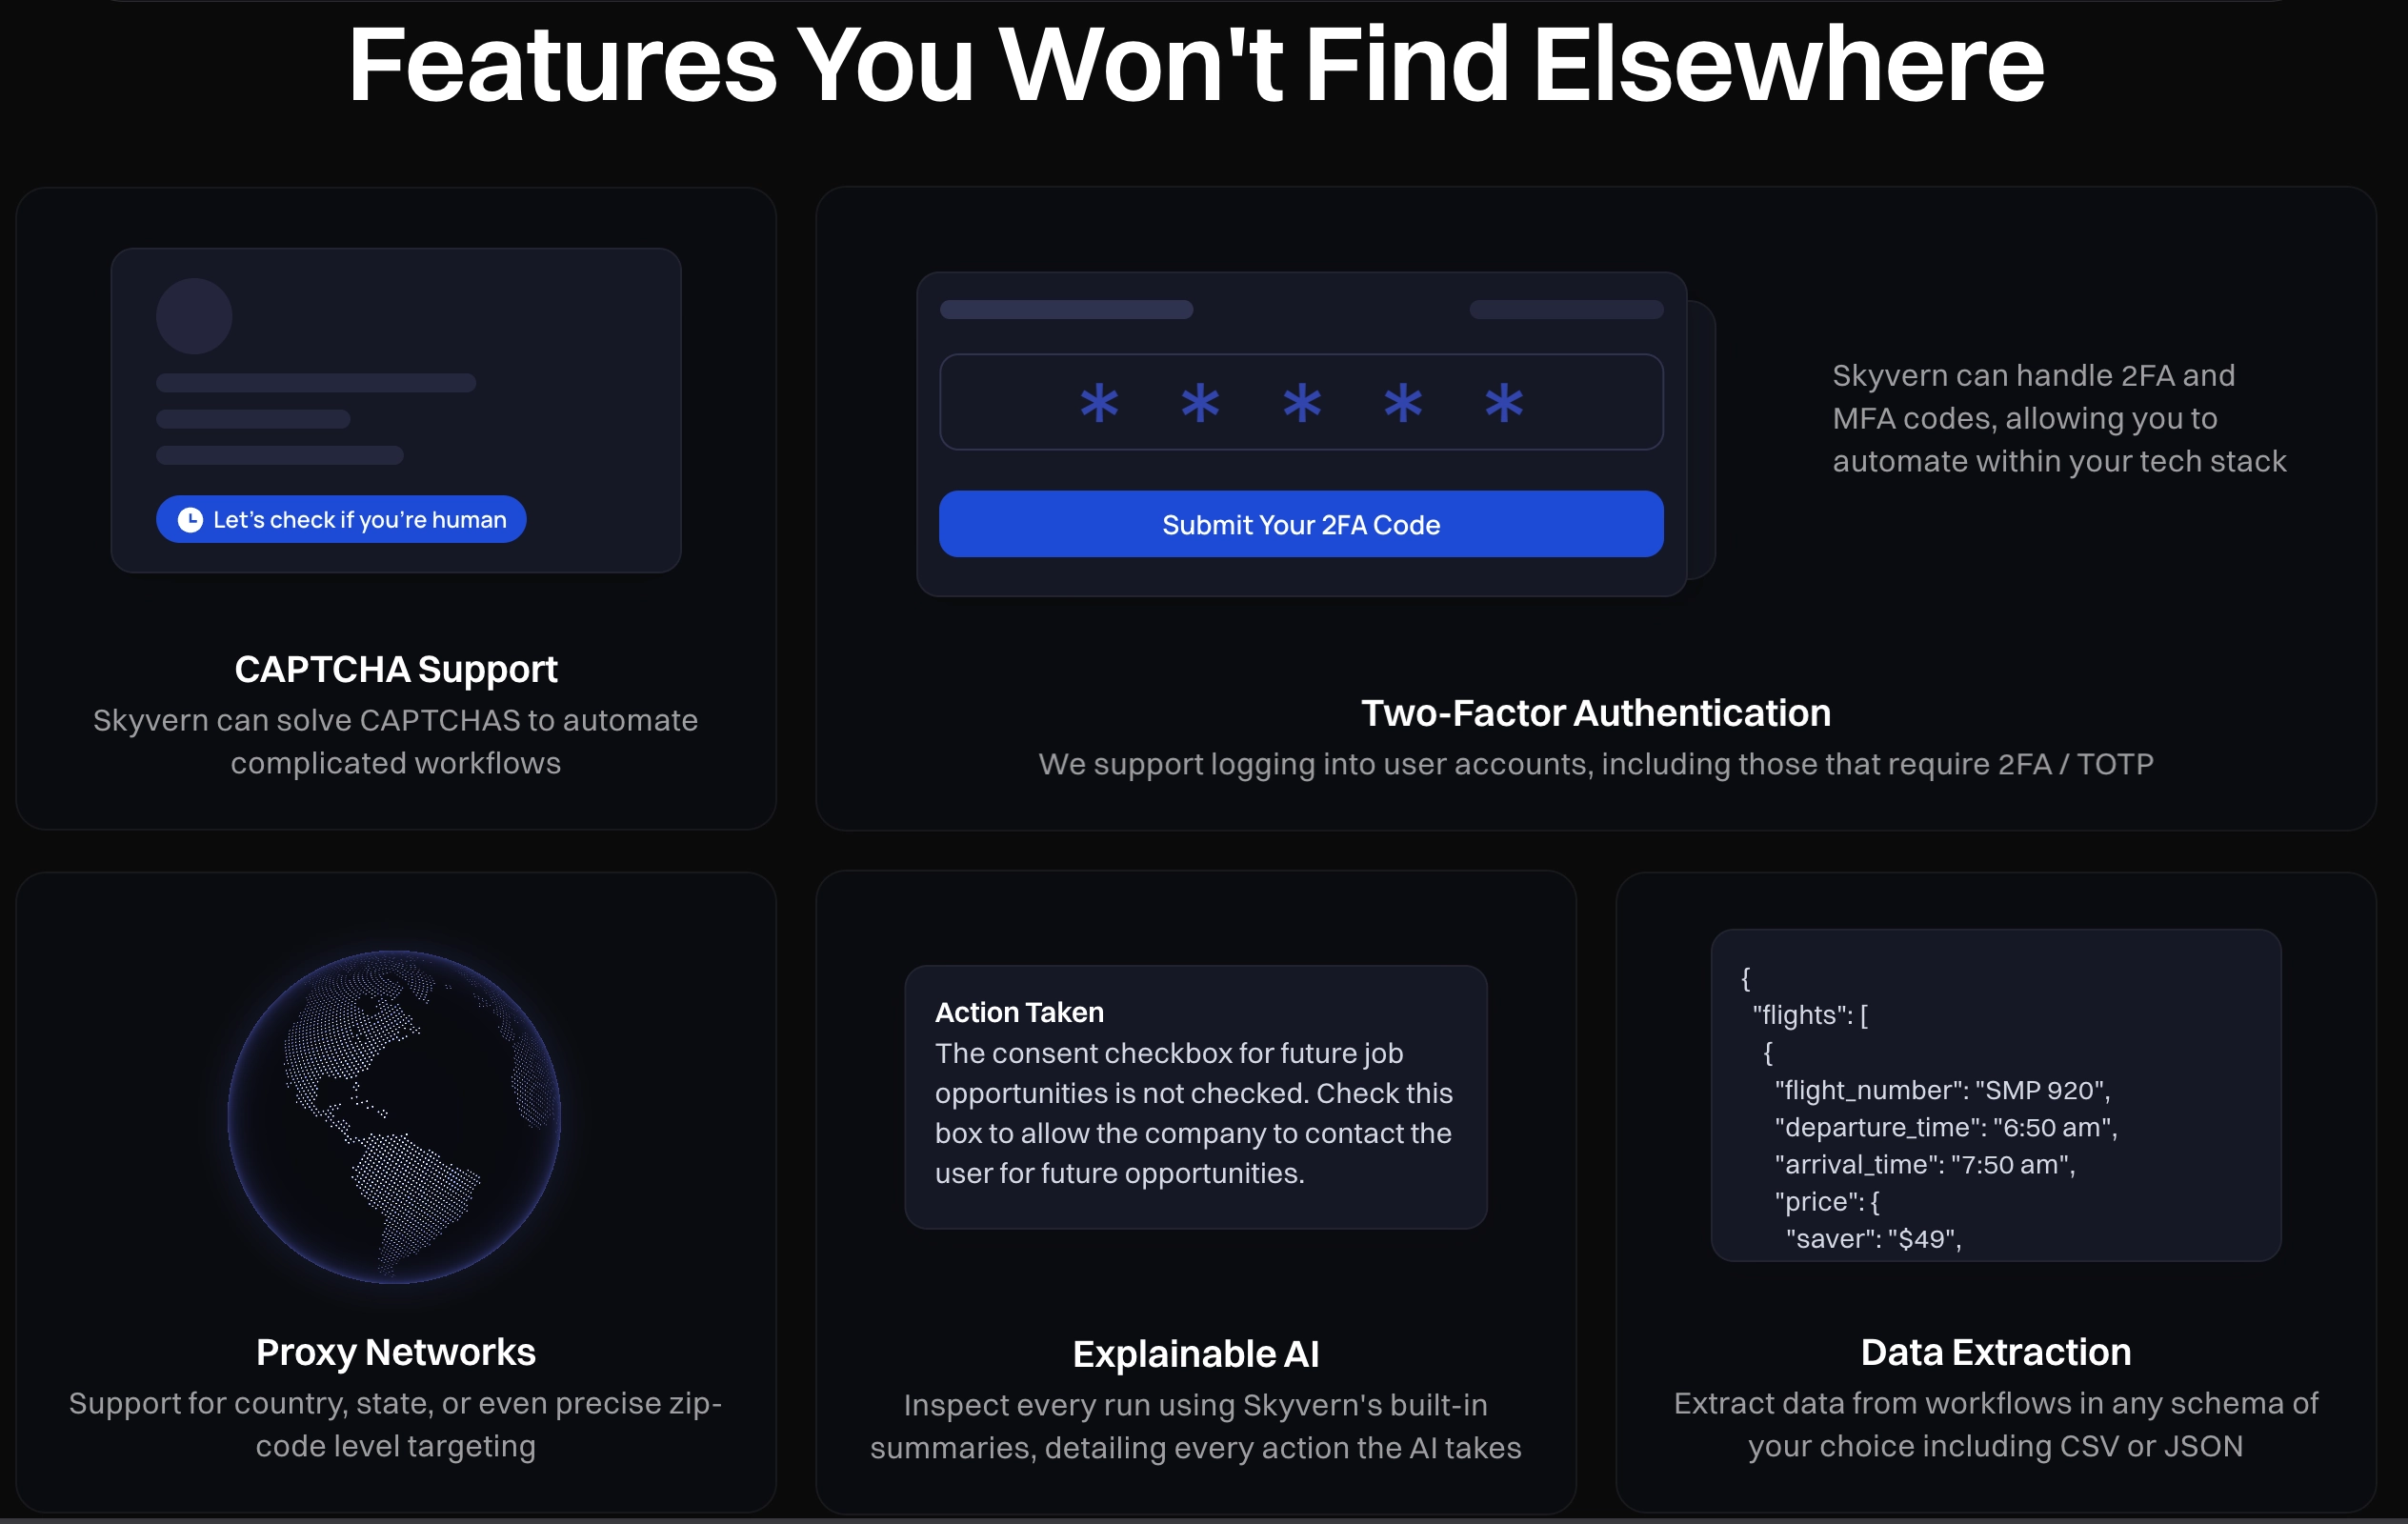 Features You Won't Find Elsewhere
Let's check if you're human
CAPTCHA Support
Skyvern can solve CAPTCHAS to automate
complicated workflows
* * * * *
Submit Your 2FA Code
Skyvern can handle 2FA and
MFA codes, allowing you to
automate within your tech stack
Two-Factor Authentication
We support logging into user accounts, including those that require 2FA / TOTP
Proxy Networks
Support for country, state, or even precise zip-
code level targeting
Action Taken
The consent checkbox for future job
opportunities is not checked. Check this
box to allow the company to contact the
user for future opportunities.
Explainable AI
Inspect every run using Skyvern's built-in
summaries, detailing every action the AI takes
{
"flights": [
{
"flight_number": "SMP 920",
"departure_time": "6:50 am",
"arrival_time": "7:50 am",
"price": {
"saver": "$49",
Data Extraction
Extract data from workflows in any schema of
your choice including CSV or JSON